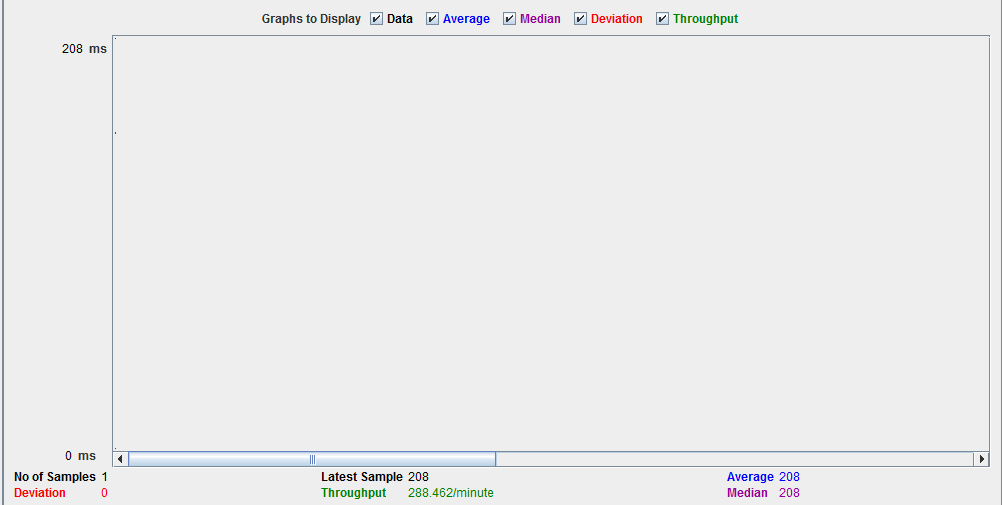 Graphs to Display Data Average Median Deviation Throughput
208 ms
0 ms
No of Samples 1 Latest Sample 208 Average 208
Deviation 0 Throughput 288.462/minute Median 208